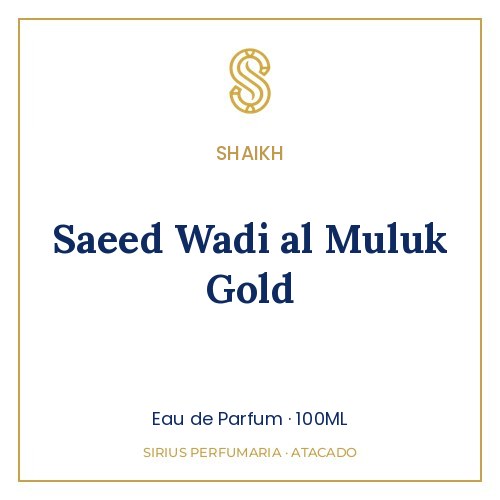 SHAIKH
Saeed Wadi al Muluk
Gold
Eau de Parfum · 100ML
SIRIUS PERFUMARIA · ATACADO